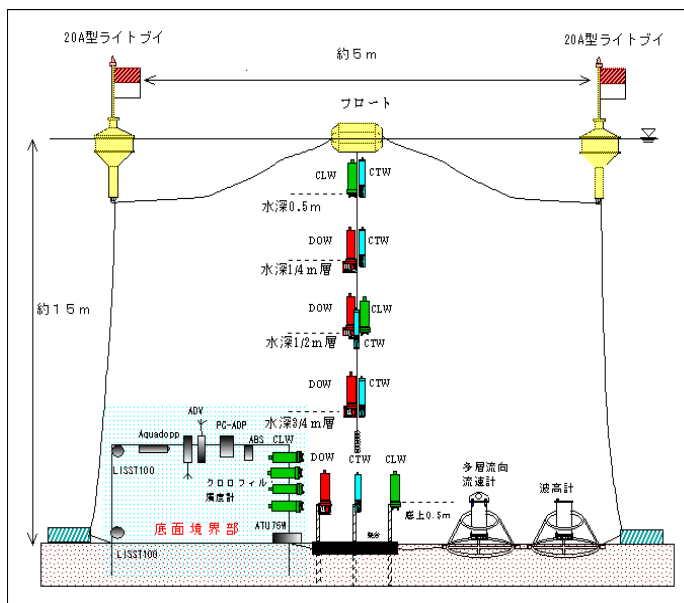 20A型ライトブイ
約5m
20A型ライトブイ
フロート
CLW
CTW
水深0.5m
DOW
CTW
水深1/4m層
約15m
DOW
CLW
水深1/2m層
CTW
DOW
CTW
水深3/4m層
ADV
PC-ADP
Aquadopp
ABS
CLW
LISST100
クロロフィル
濁度計
DOW
CTW
CLW
多層流向
流速計
波高計
底上0.5m
底面境界部
ATU75W
架台
LISST100